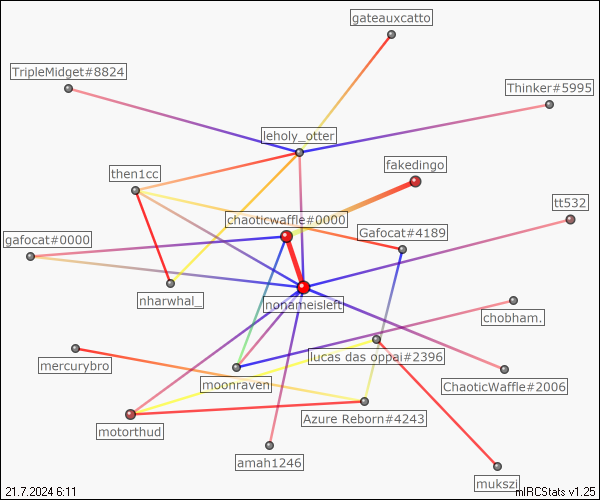 gateauxcatto
TripleMidget#8824
Thinker#5995
leholy_otter
fakedingo
then1cc
tt532
chaoticwaffle#0000
Gafocat#4189
gafocat#0000
nharwhal_
nonameisleft
chobham.
lucas das oppai#2396
mercurybro
moonraven
ChaoticWaffle#2006
Azure Reborn#4243
motorthud
amah1246
mukszi
21.7.2024 6:11
mIRCStats v1.25